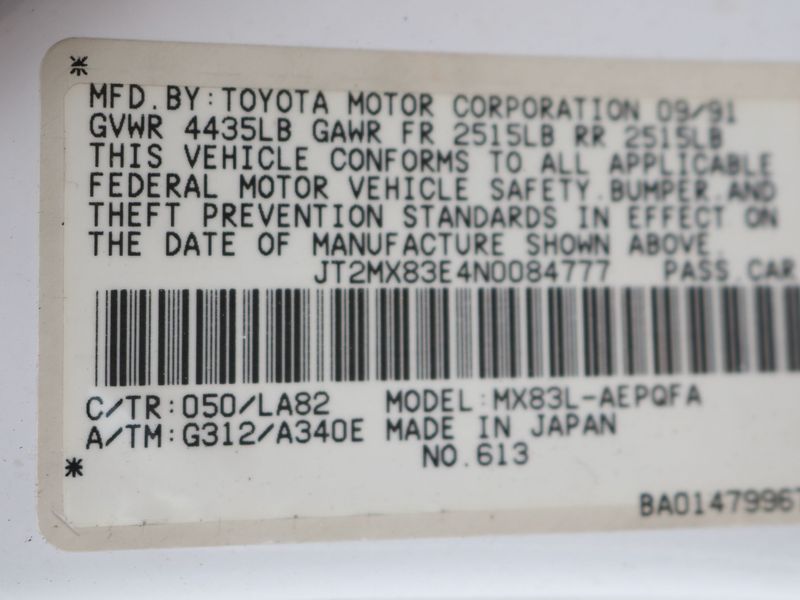 MFD.BY:TOYOTA MOTOR CORPORATION 09/91
GVWR 4435LB GAWR FR 2515LB RR 2515LB
THIS VEHICLE CONFORMS TO ALL APPLICABLE
FEDERAL MOTOR VEHICLE SAFETY.BUMPER.AND
THEFT PREVENTION STANDARDS IN EFFECT ON
THE DATE OF MANUFACTURE SHOWN ABOVE.
JT2MX83E4N0084777 PASS.CAR
C/TR:050/LA82 MODEL:MX83L-AEPQFA
A/TM:G312/A340E MADE IN JAPAN
NO.613
BA01479967